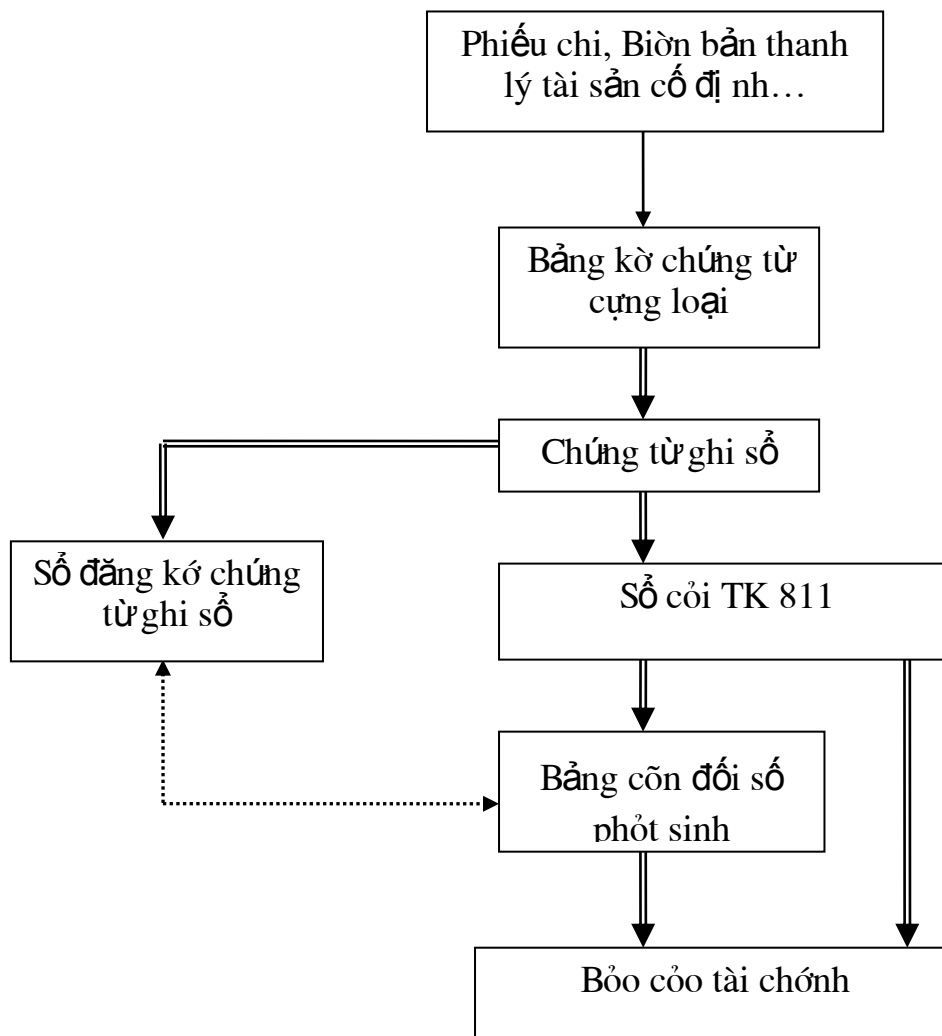 Phiếu chi, Biờn bản thanh
lý tài sản cố đị nh…
Bảng kờ chứng từ
cựng loại
Chứng từ ghi sổ
Sổ đăng kớ chứng
từ ghi sổ
Sổ cỏi TK 811
Bảng cõn đối số
phỏt sinh
Bỏo cỏo tài chớnh